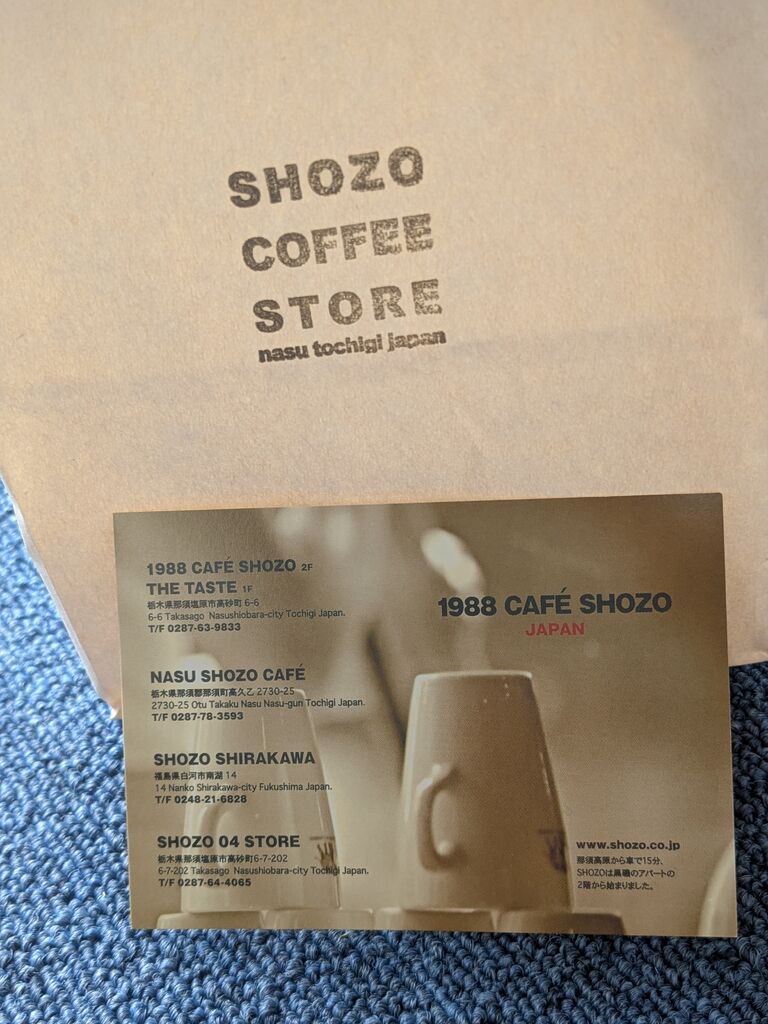 SHOZO
COFFEE
STORE
nasu tochigi japan
1988 CAFÉ SHOZO 2F
THE TASTE 1F
栃木県那須塩原市高砂町 6-6
6-6 Takasago Nasushiobara-city Tochigi Japan.
T/F 0287-63-9833
NASU SHOZO CAFÉ
栃木県那須郡那須町高久乙 2730-25
2730-25 Otu Takaku Nasu Nasu-gun Tochigi Japan.
T/F 0287-78-3593
SHOZO SHIRAKAWA
福島県白河市南湖 14
14 Nanko Shirakawa-city Fukushima Japan.
T/F 0248-21-6828
SHOZO 04 STORE
栃木県那須塩原市高砂町6-7-202
6-7-202 Takasago Nasushiobara-city Tochigi Japan.
T/F 0287-64-4065
1988 CAFÉ SHOZO
JAPAN
www.shozo.co.jp
那須高原から車で15分、
SHOZOは黒磯のアパートの
2階から始まりました。